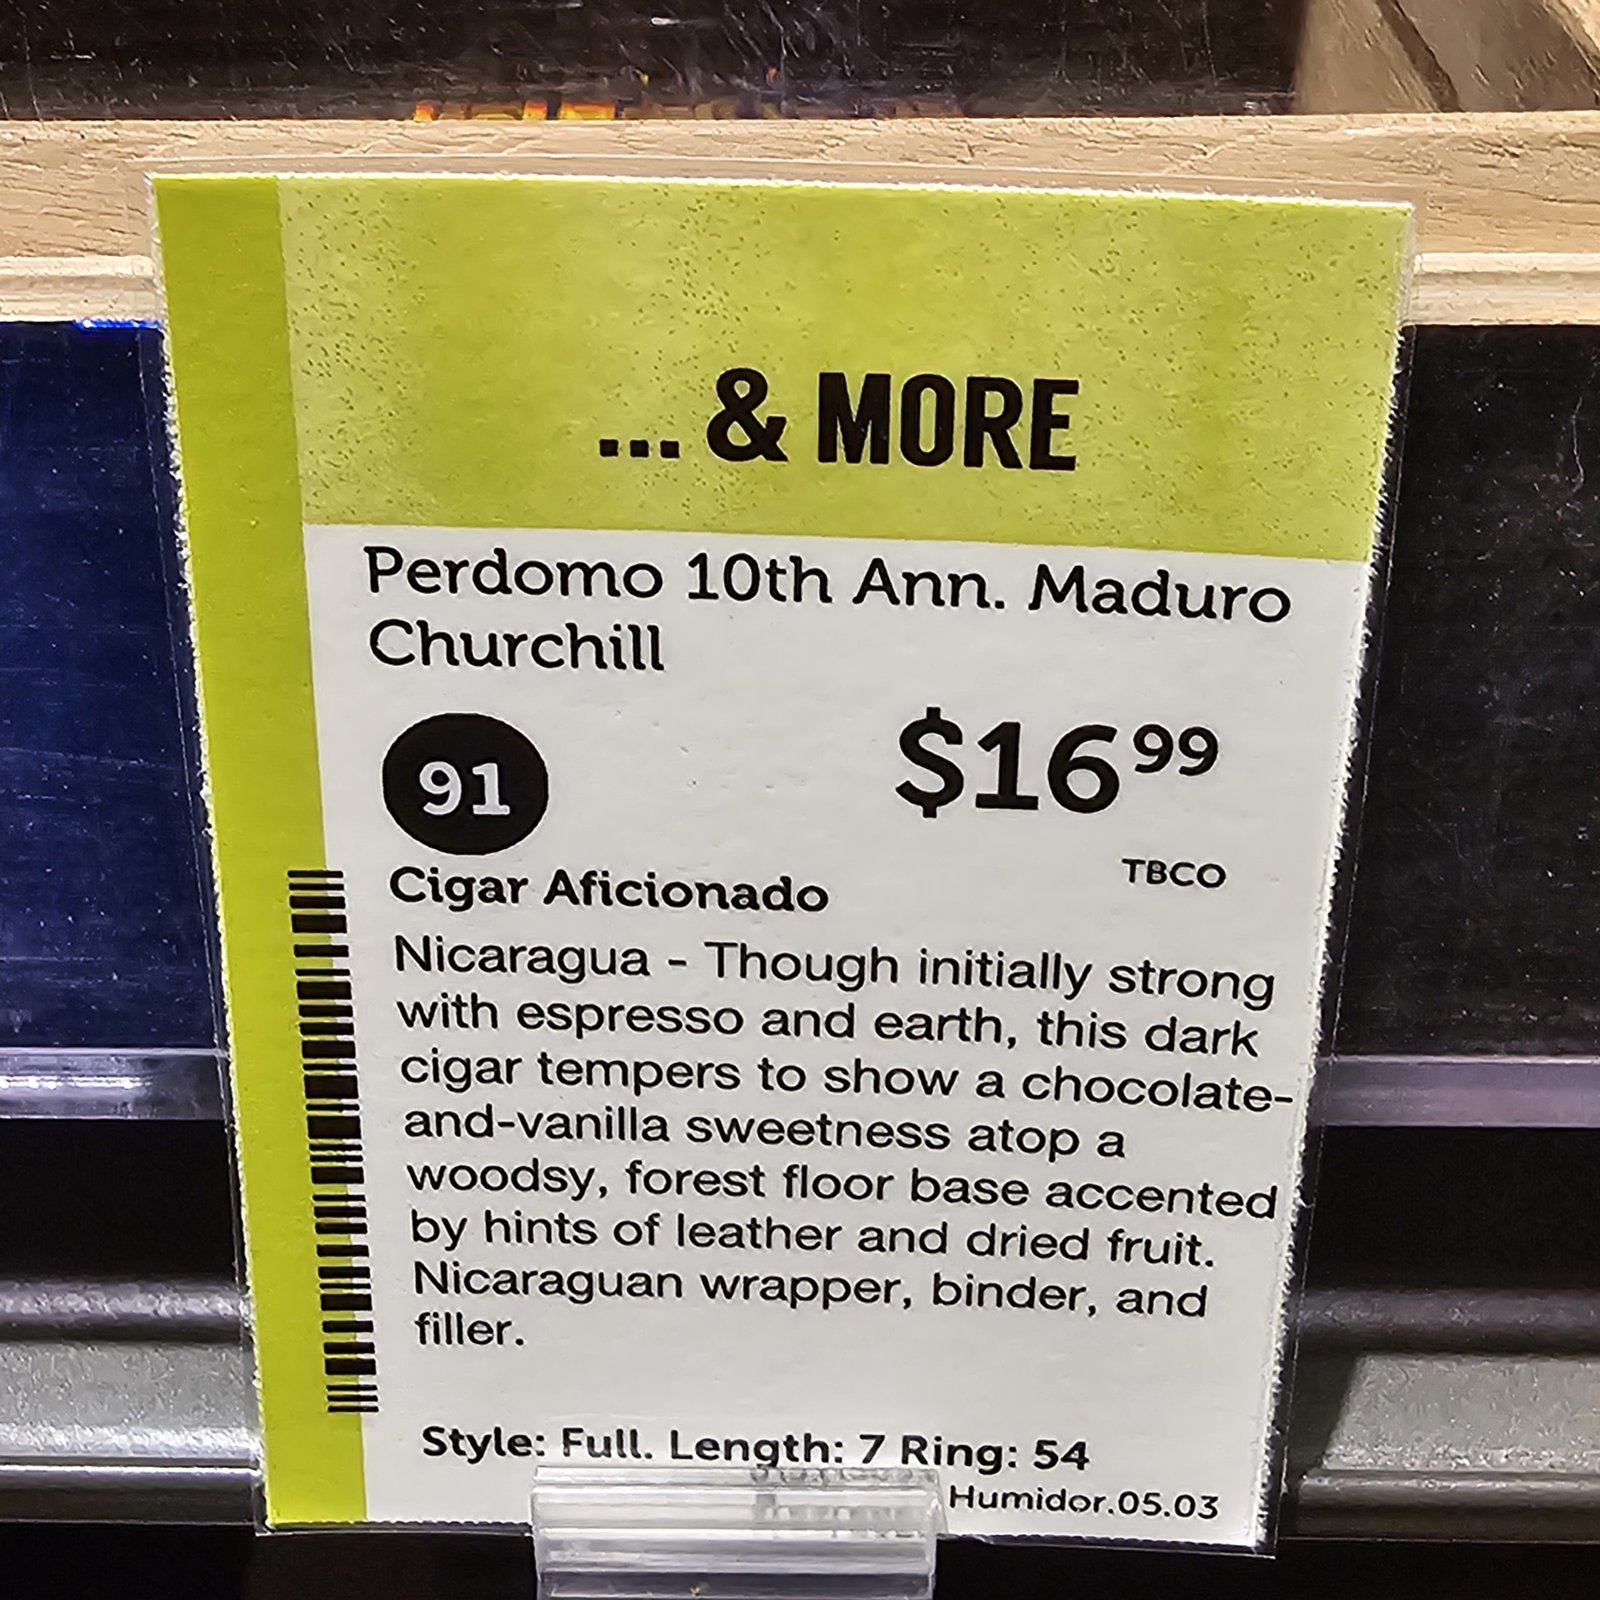 ... & MORE
Perdomo 10th Ann. Maduro
Churchill
91
$16⁹⁹
TBCO
Cigar Aficionado
Nicaragua - Though initially strong
with espresso and earth, this dark
cigar tempers to show a chocolate-
and-vanilla sweetness atop a
woodsy, forest floor base accented
by hints of leather and dried fruit.
Nicaraguan wrapper, binder, and
filler.
Style: Full. Length: 7 Ring: 54
Humidor.05.03